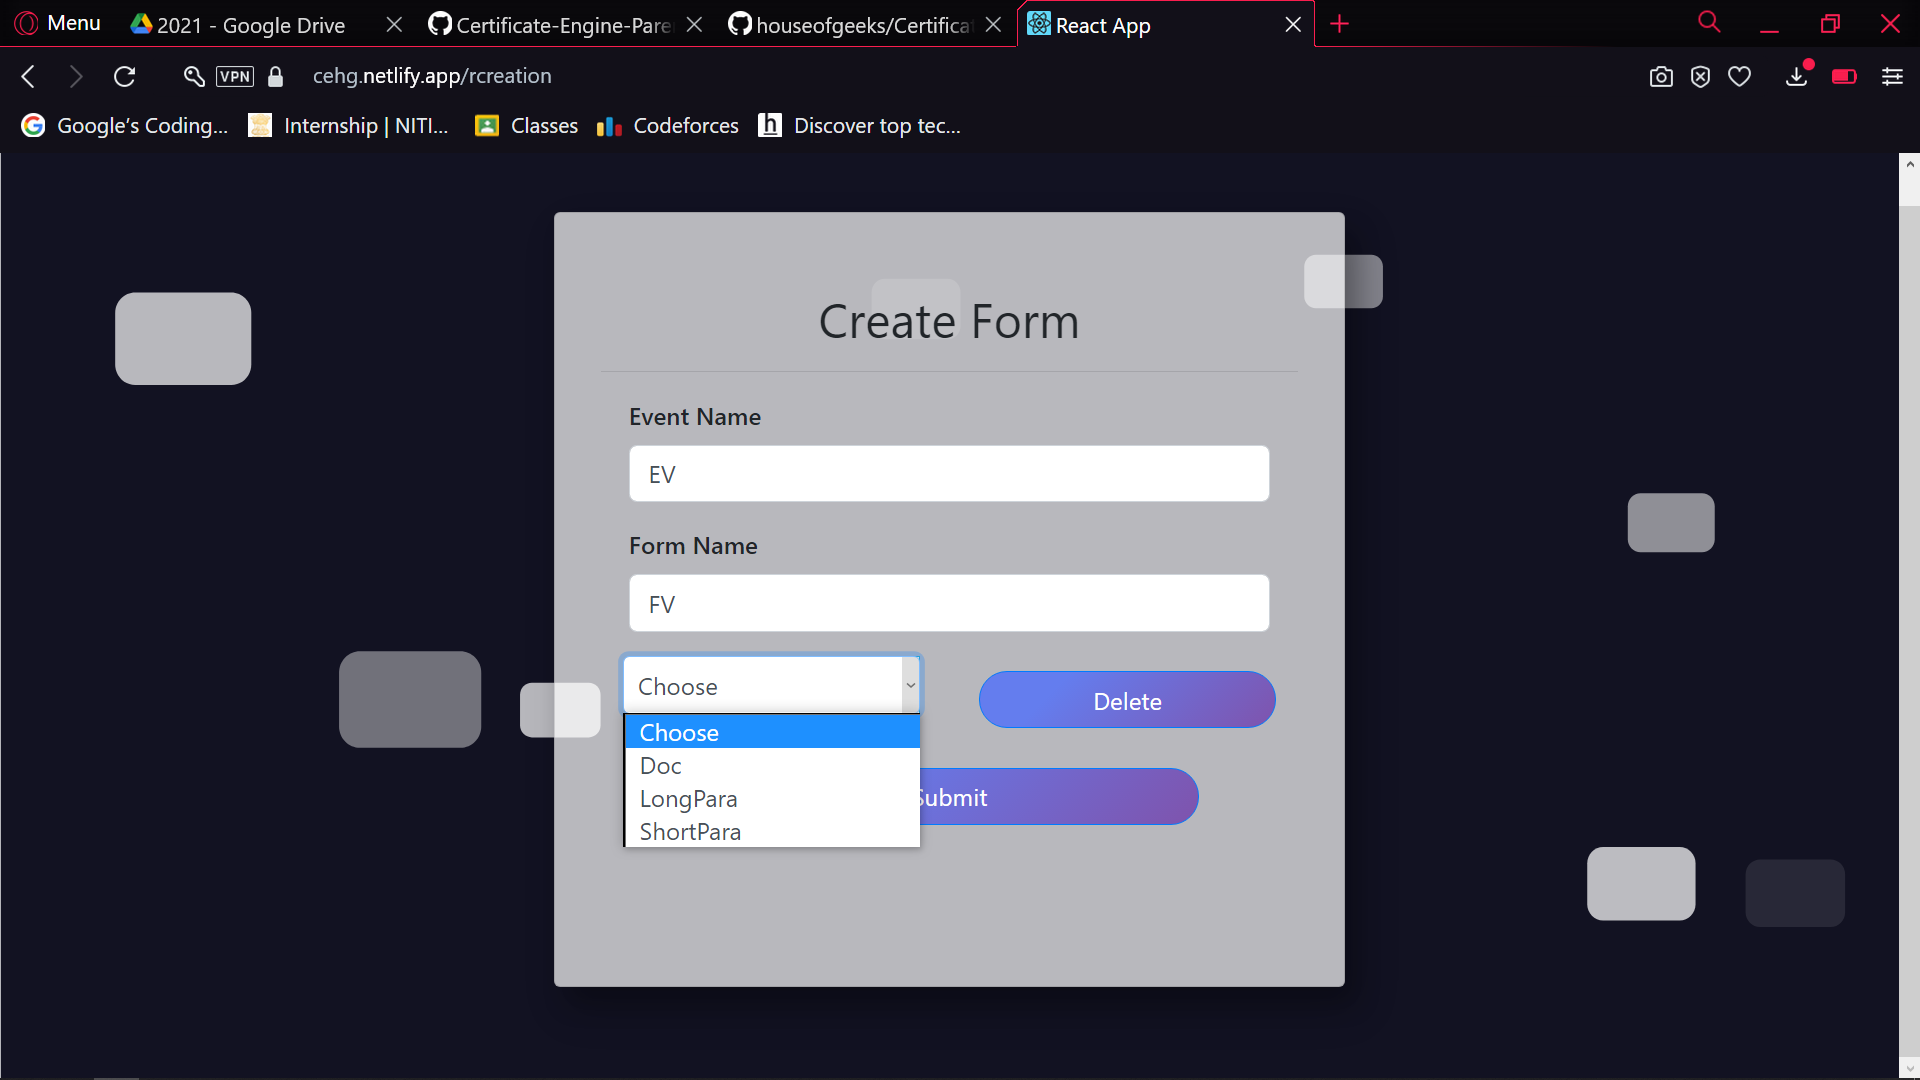 Menu
2021 - Google Drive
Certificate-Engine-Pare
houseofgeeks/Certifica
React App
VPN
cehg.netlify.app/rcreation
Google's Coding...
Internship | NITI...
Classes
Codeforces
h
Discover top tec...
Create Form
Event Name
EV
Form Name
FV
Choose
Delete
Choose
Doc
LongPara
ShortPara
Submit